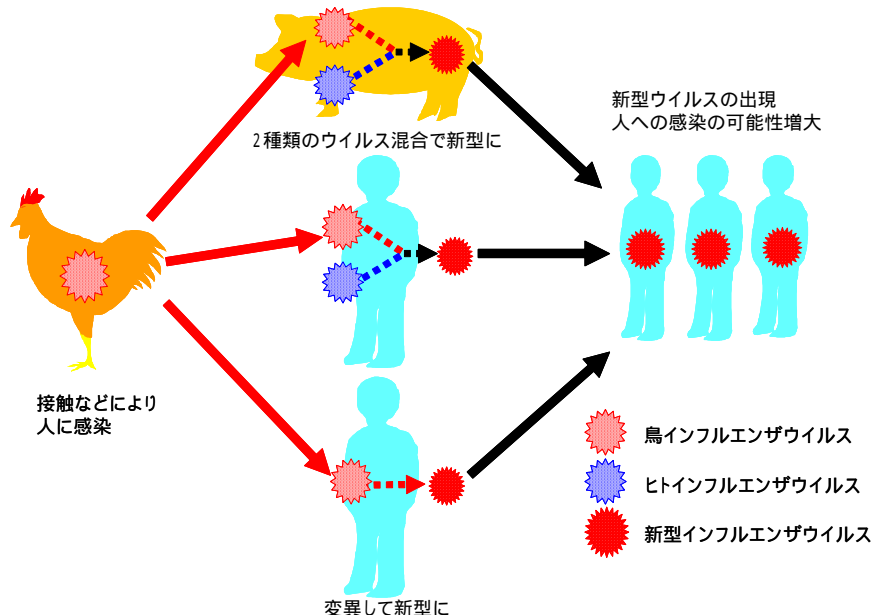 2種類のウイルス混合で新型に
新型ウイルスの出現
人への感染の可能性増大
接触などにより
人に感染
変異して新型に
鳥インフルエンザウイルス
ヒトインフルエンザウイルス
新型インフルエンザウイルス